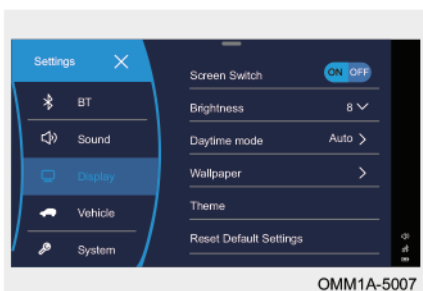 Settings
BT
Sound
Display
Vehicle
System
Screen Switch ON OFF
Brightness 8
Daytime mode Auto
Wallpaper
Theme
Reset Default Settings
OMM1A-5007